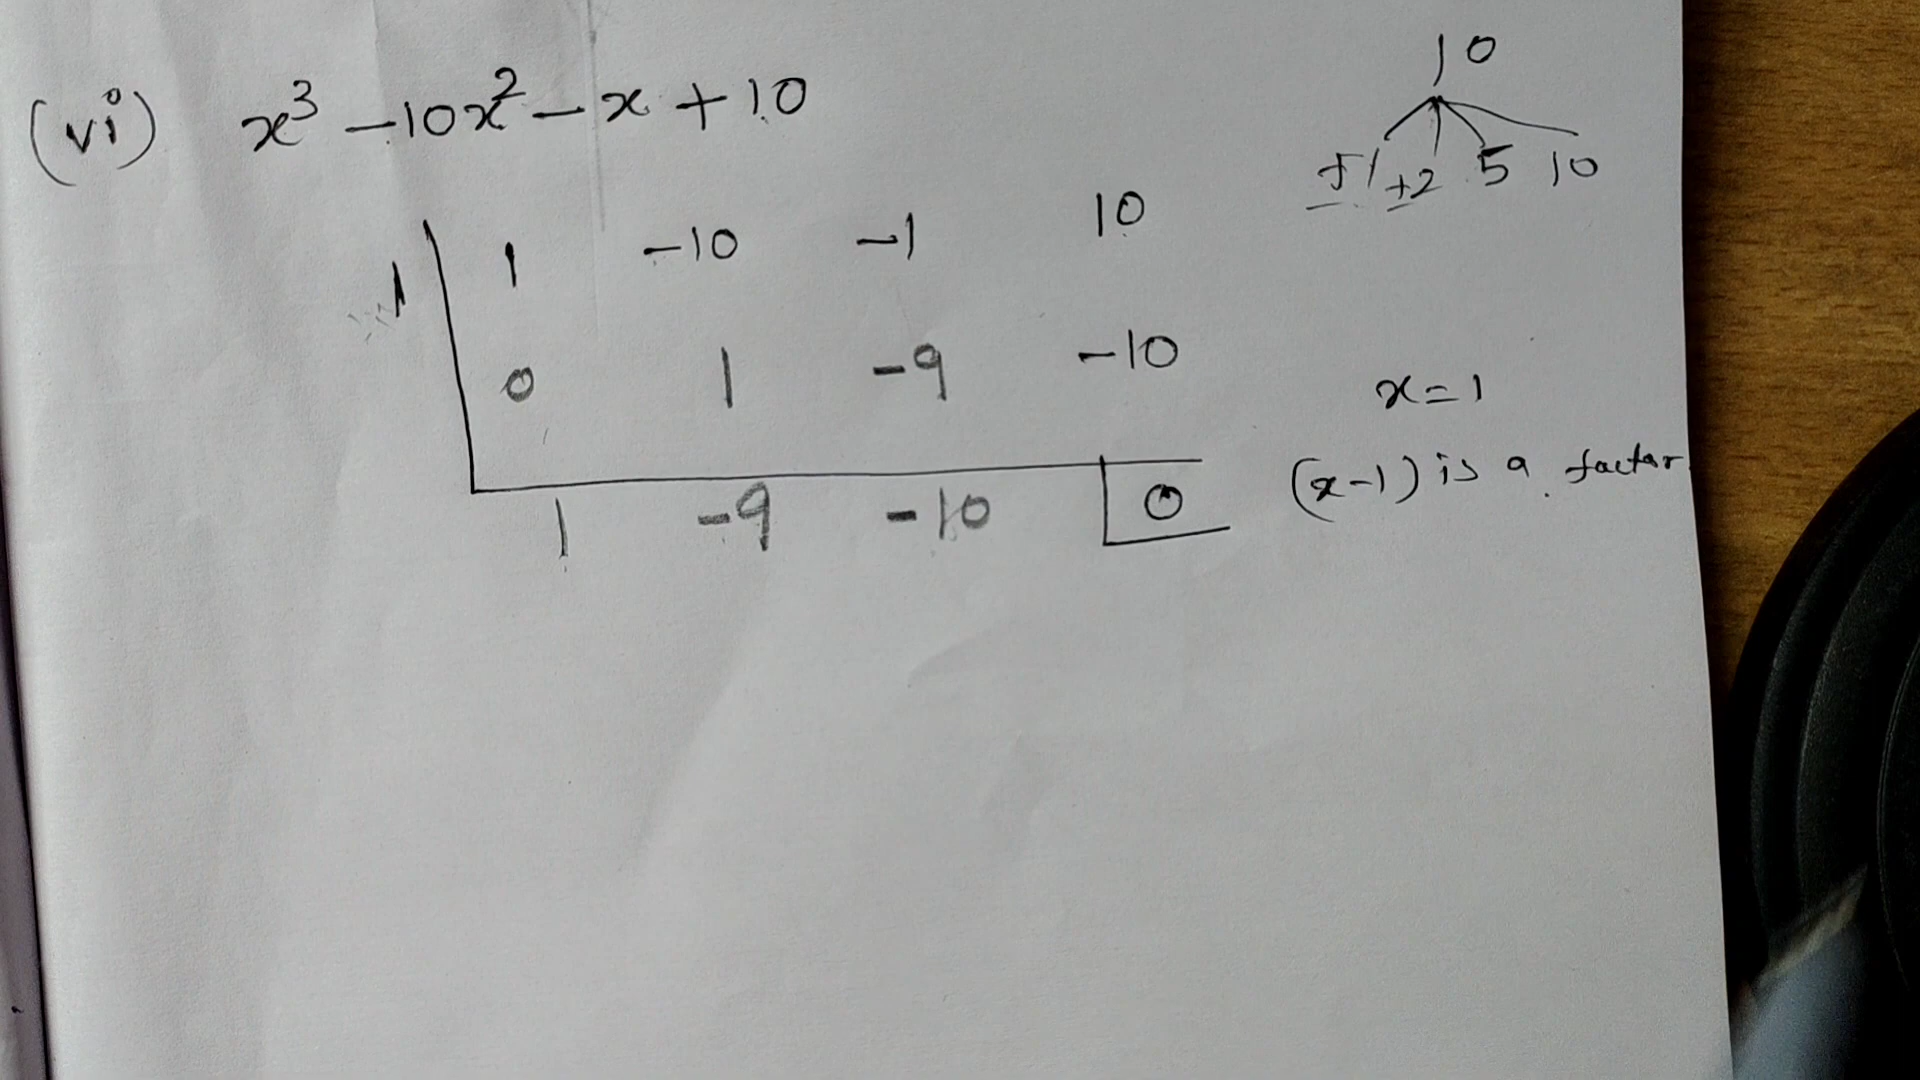 (vi) x³ -10x² - x + 10
10
±1 ±2 5 10
1 1 -10 -1 10
0 1 -9 -10
1 -9 -10 0
x = 1
(x-1) is a factor